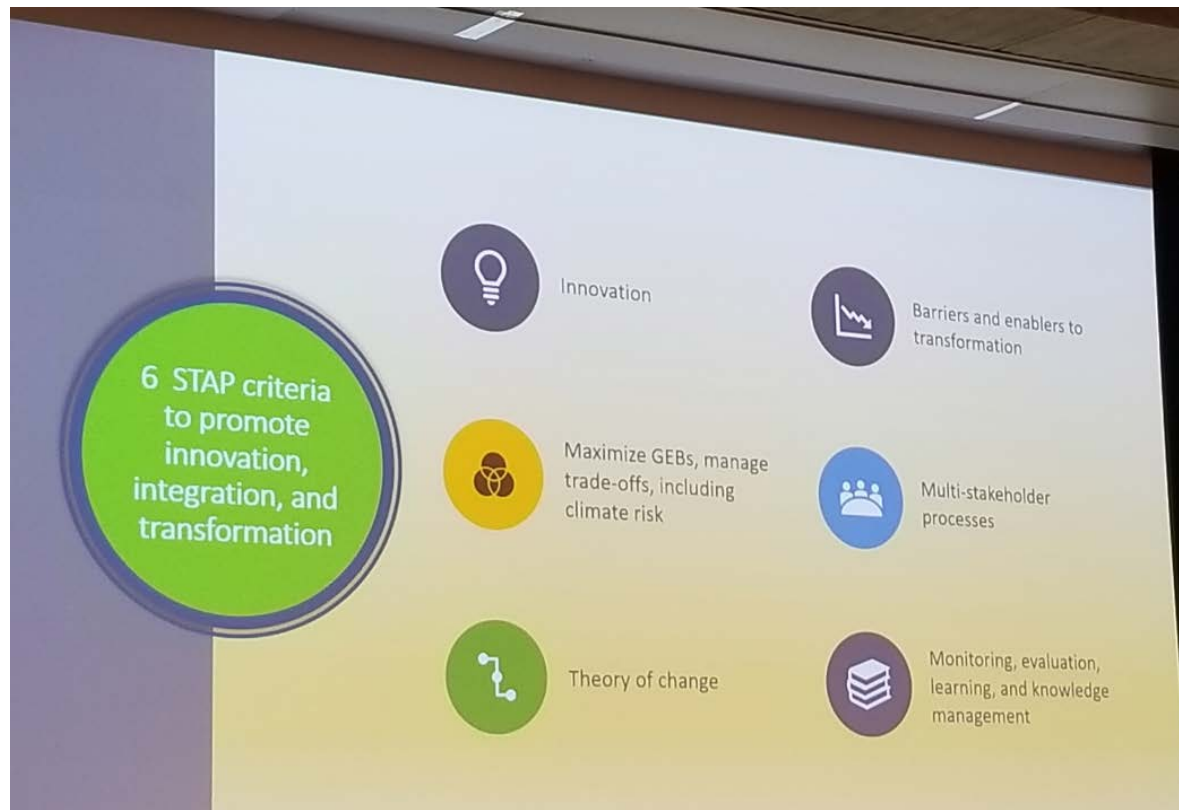 6 STAP criteria
to promote
innovation,
integration, and
transformation
Innovation
Maximize GEBs, manage
trade-offs, including
climate risk
Theory of change
Barriers and enablers to
transformation
Multi-stakeholder
processes
Monitoring, evaluation,
learning, and knowledge
management